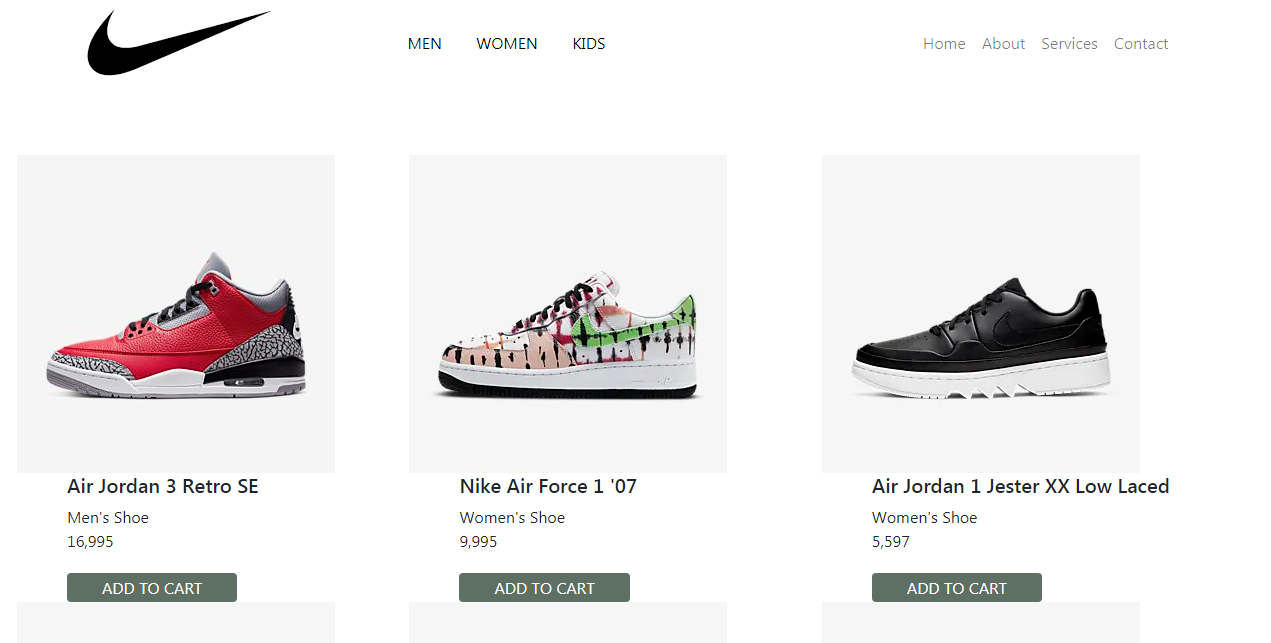 MEN WOMEN KIDS Home About Services Contact
Air Jordan 3 Retro SE
Men's Shoe
16,995
ADD TO CART
Nike Air Force 1 '07
Women's Shoe
9,995
ADD TO CART
Air Jordan 1 Jester XX Low Laced
Women's Shoe
5,597
ADD TO CART